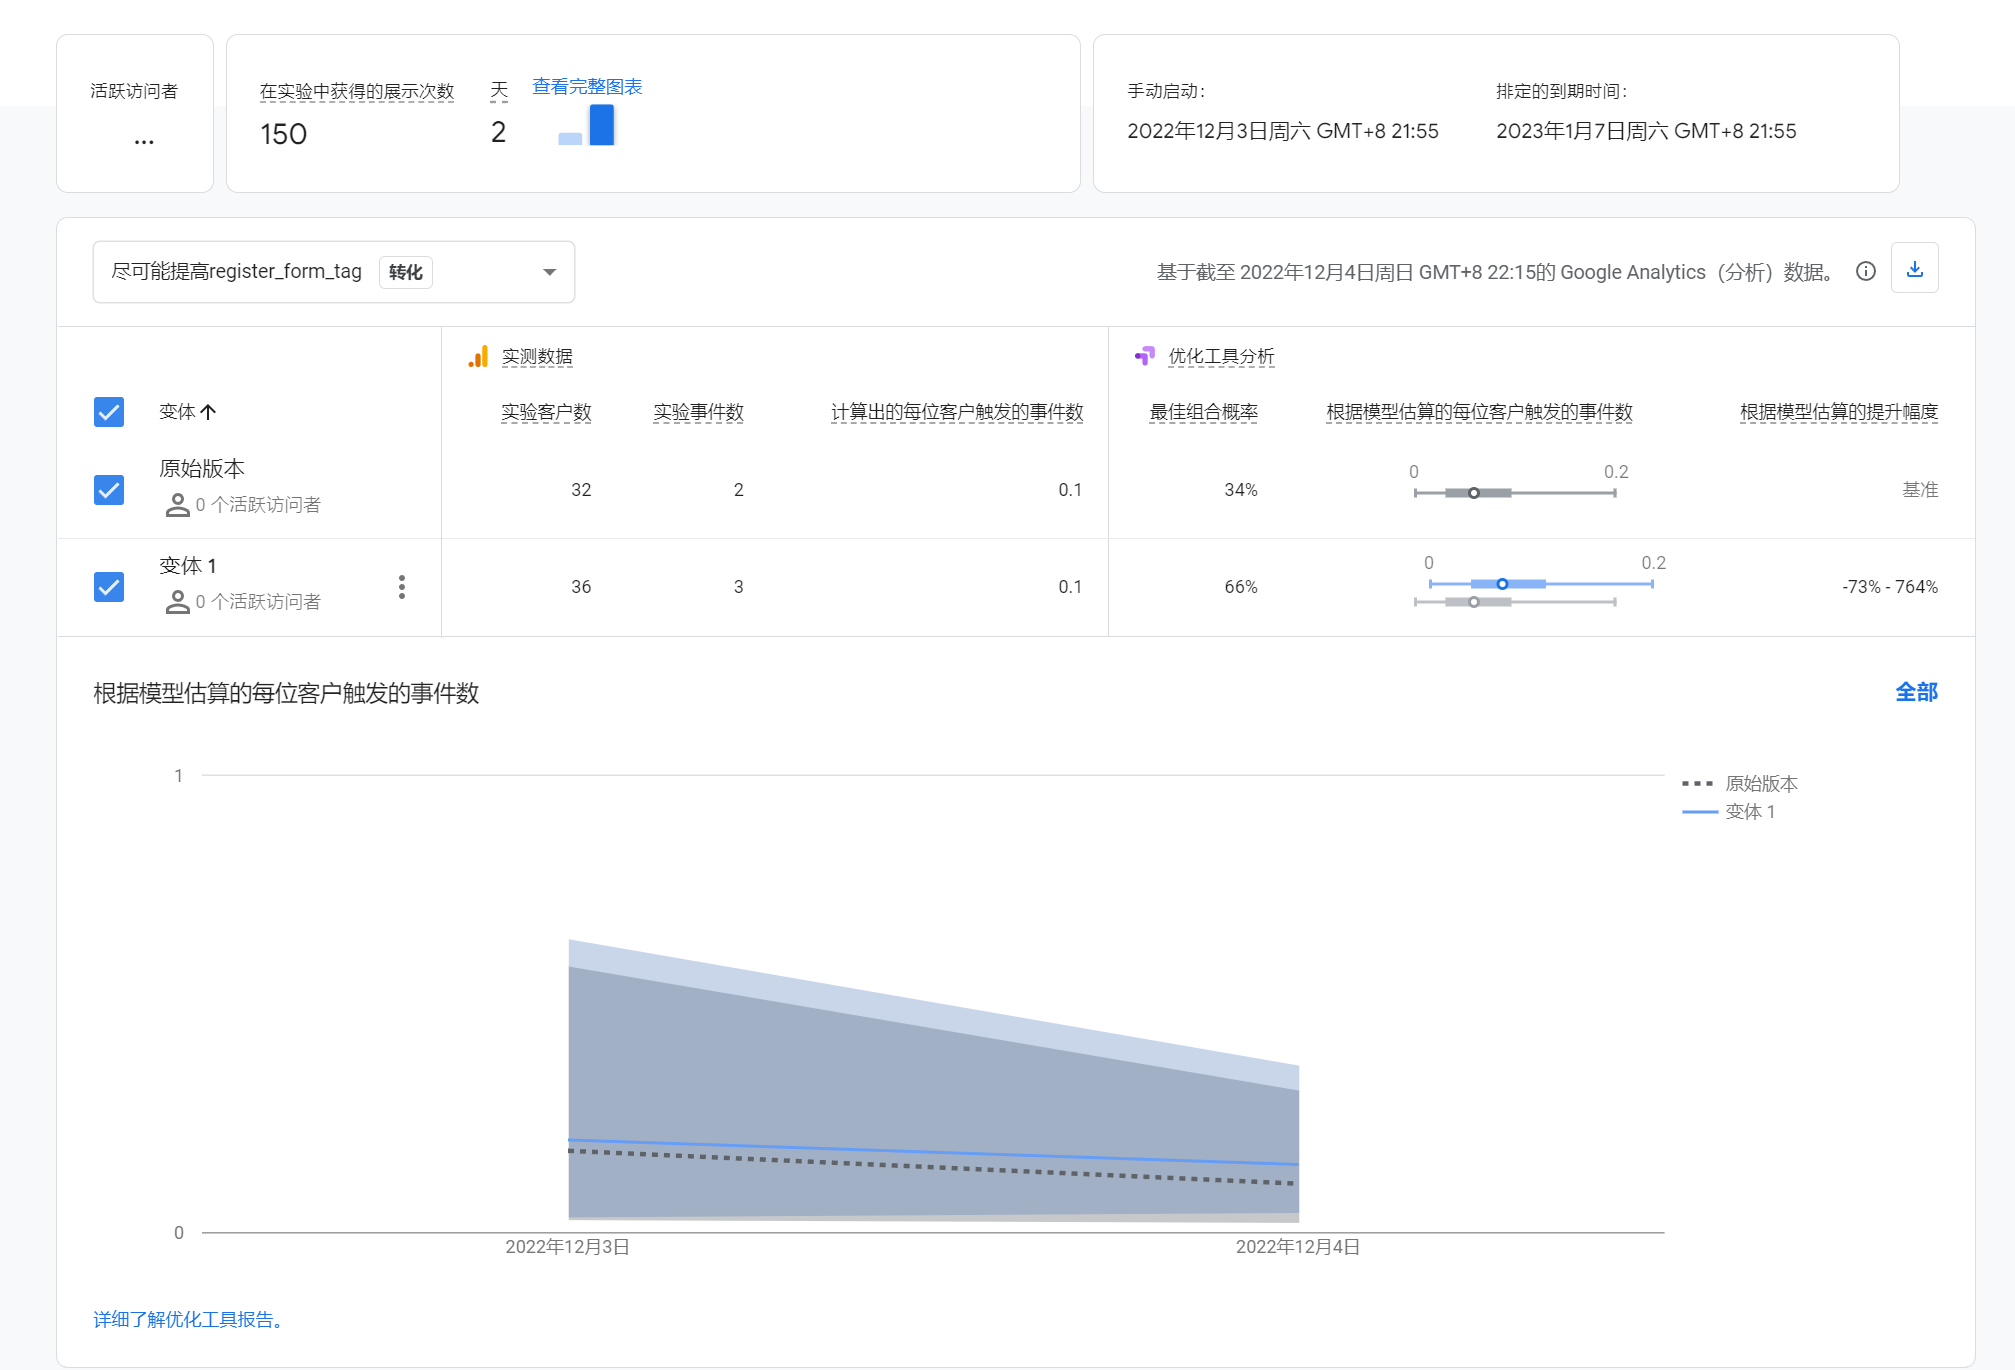 活跃访问者
...
在实验中获得的展示次数
150
天
2
查看完整图表
手动启动：
2022年12月3日周六 GMT+8 21:55
排定的到期时间：
2023年1月7日周六 GMT+8 21:55
尽可能提高register_form_tag 转化
基于截至 2022年12月4日周日 GMT+8 22:15的 Google Analytics（分析）数据。
实测数据
优化工具分析
变体 实验客户数 实验事件数 计算出的每位客户触发的事件数 最佳组合概率 根据模型估算的每位客户触发的事件数 根据模型估算的提升幅度
原始版本
0 个活跃访问者
32 2 0.1 34% 0 0.2 基准
变体 1
0 个活跃访问者
36 3 0.1 66% 0 0.2 -73% - 764%
根据模型估算的每位客户触发的事件数
全部
1
原始版本
变体 1
0
2022年12月3日 2022年12月4日
详细了解优化工具报告。